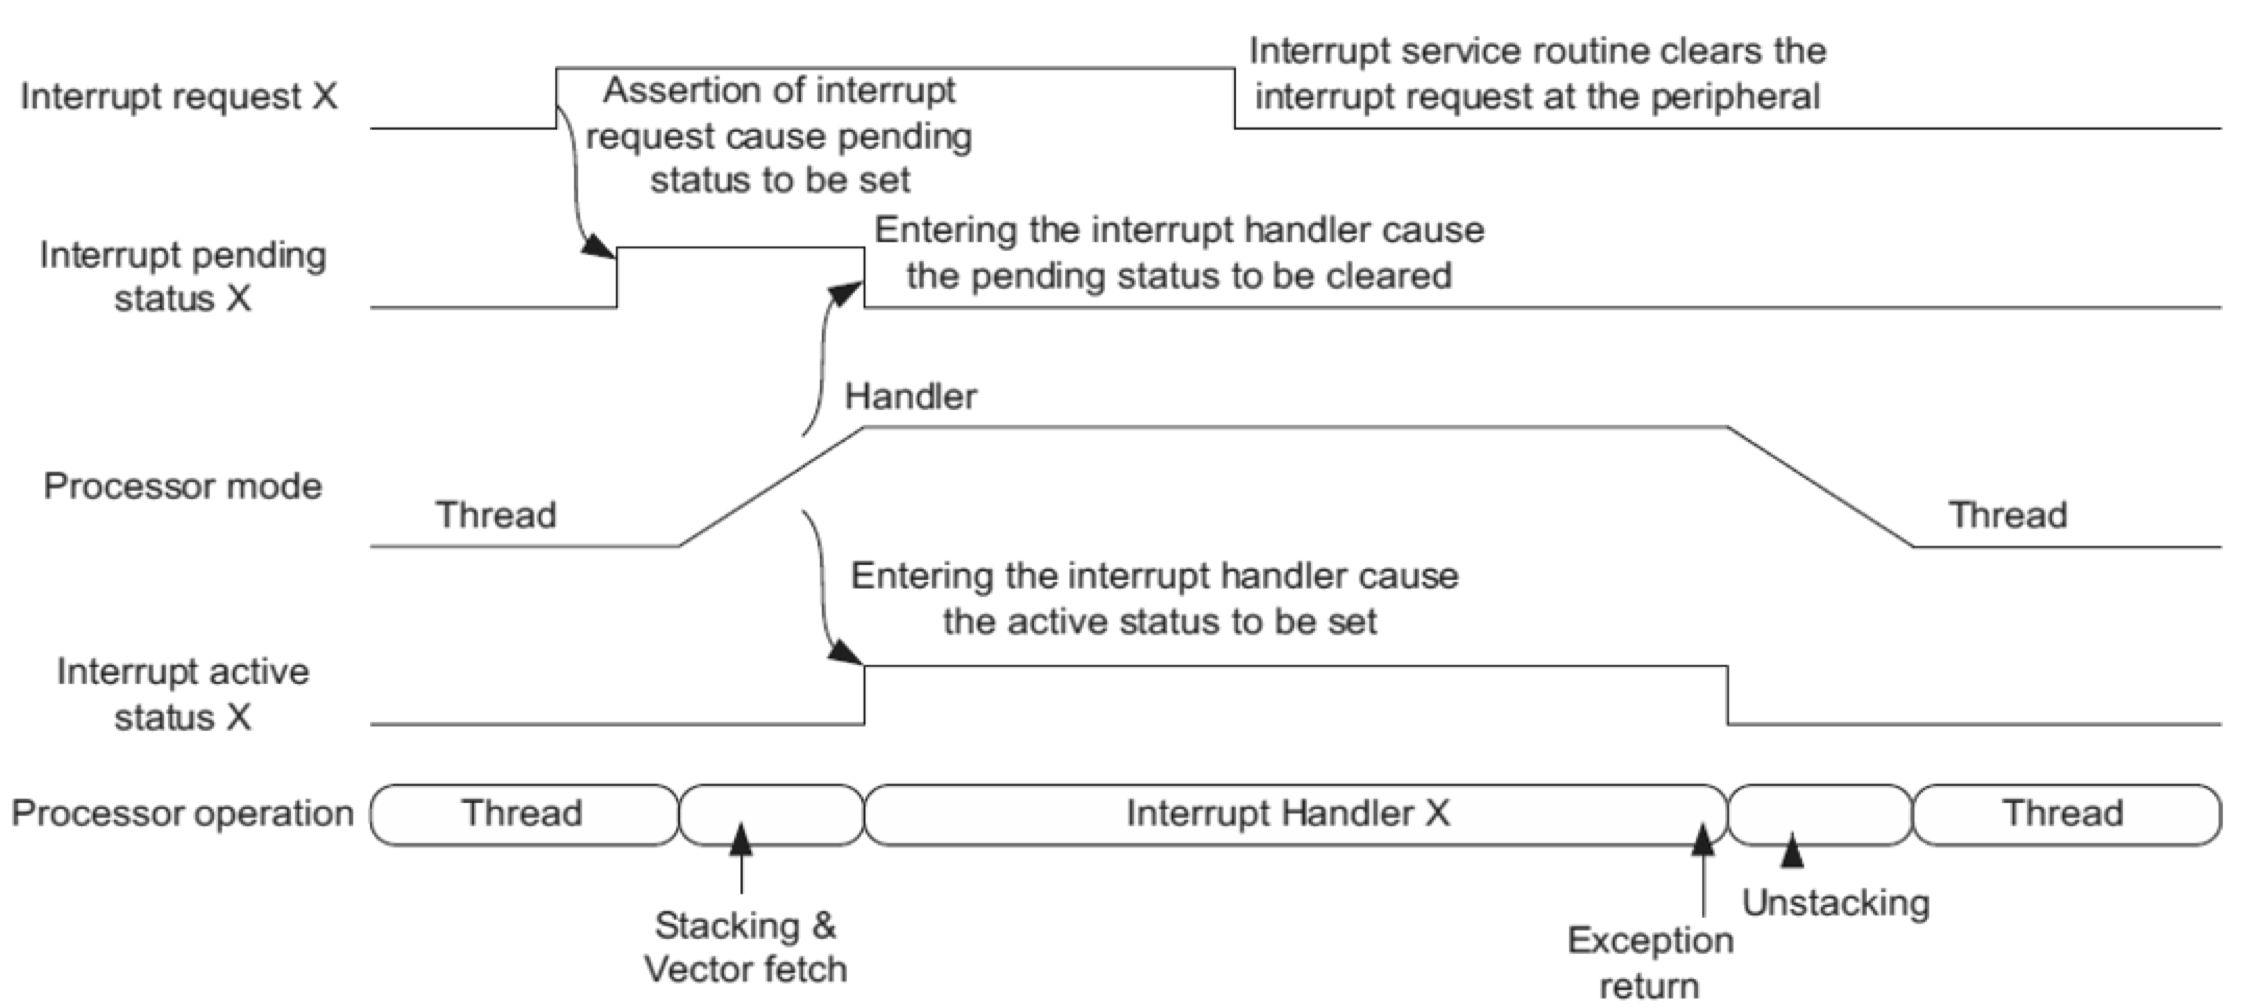 Interrupt service routine clears the
interrupt request at the peripheral
Interrupt request X
Assertion of interrupt
request cause pending
status to be set
Interrupt pending
status X
Entering the interrupt handler cause
the pending status to be cleared
Handler
Processor mode
Thread
Thread
Entering the interrupt handler cause
the active status to be set
Interrupt active
status X
Processor operation
Thread
Interrupt Handler X
Thread
Stacking &
Vector fetch
Exception
return
Unstacking